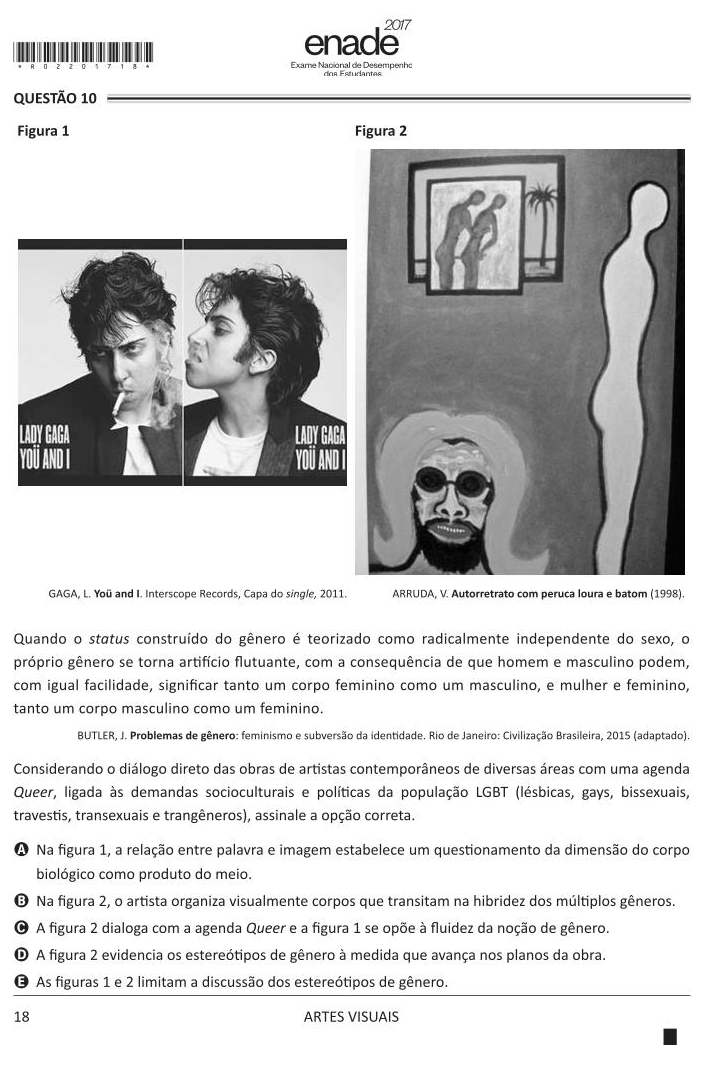 enade 2017
Exame Nacional de Desempenho
dos Estudantes
* R 0 2 2 0 1 7 1 8 *
QUESTÃO 10
Figura 1
Figura 2
LADY GAGA
YOÜ AND I
LADY GAGA
YOÜ AND I
GAGA, L. Yoü and I. Interscope Records, Capa do single, 2011.
ARRUDA, V. Autorretrato com peruca loura e batom (1998).
Quando o status construído do gênero é teorizado como radicalmente independente do sexo, o
próprio gênero se torna artifício flutuante, com a consequência de que homem e masculino podem,
com igual facilidade, significar tanto um corpo feminino como um masculino, e mulher e feminino,
tanto um corpo masculino como um feminino.
BUTLER, J. Problemas de gênero: feminismo e subversão da identidade. Rio de Janeiro: Civilização Brasileira, 2015 (adaptado).
Considerando o diálogo direto das obras de artistas contemporâneos de diversas áreas com uma agenda
Queer, ligada às demandas socioculturais e políticas da população LGBT (lésbicas, gays, bissexuais,
travestis, transexuais e trangêneros), assinale a opção correta.
A Na figura 1, a relação entre palavra e imagem estabelece um questionamento da dimensão do corpo
biológico como produto do meio.
B Na figura 2, o artista organiza visualmente corpos que transitam na hibridez dos múltiplos gêneros.
C A figura 2 dialoga com a agenda Queer e a figura 1 se opõe à fluidez da noção de gênero.
D A figura 2 evidencia os estereótipos de gênero à medida que avança nos planos da obra.
E As figuras 1 e 2 limitam a discussão dos estereótipos de gênero.
18
ARTES VISUAIS